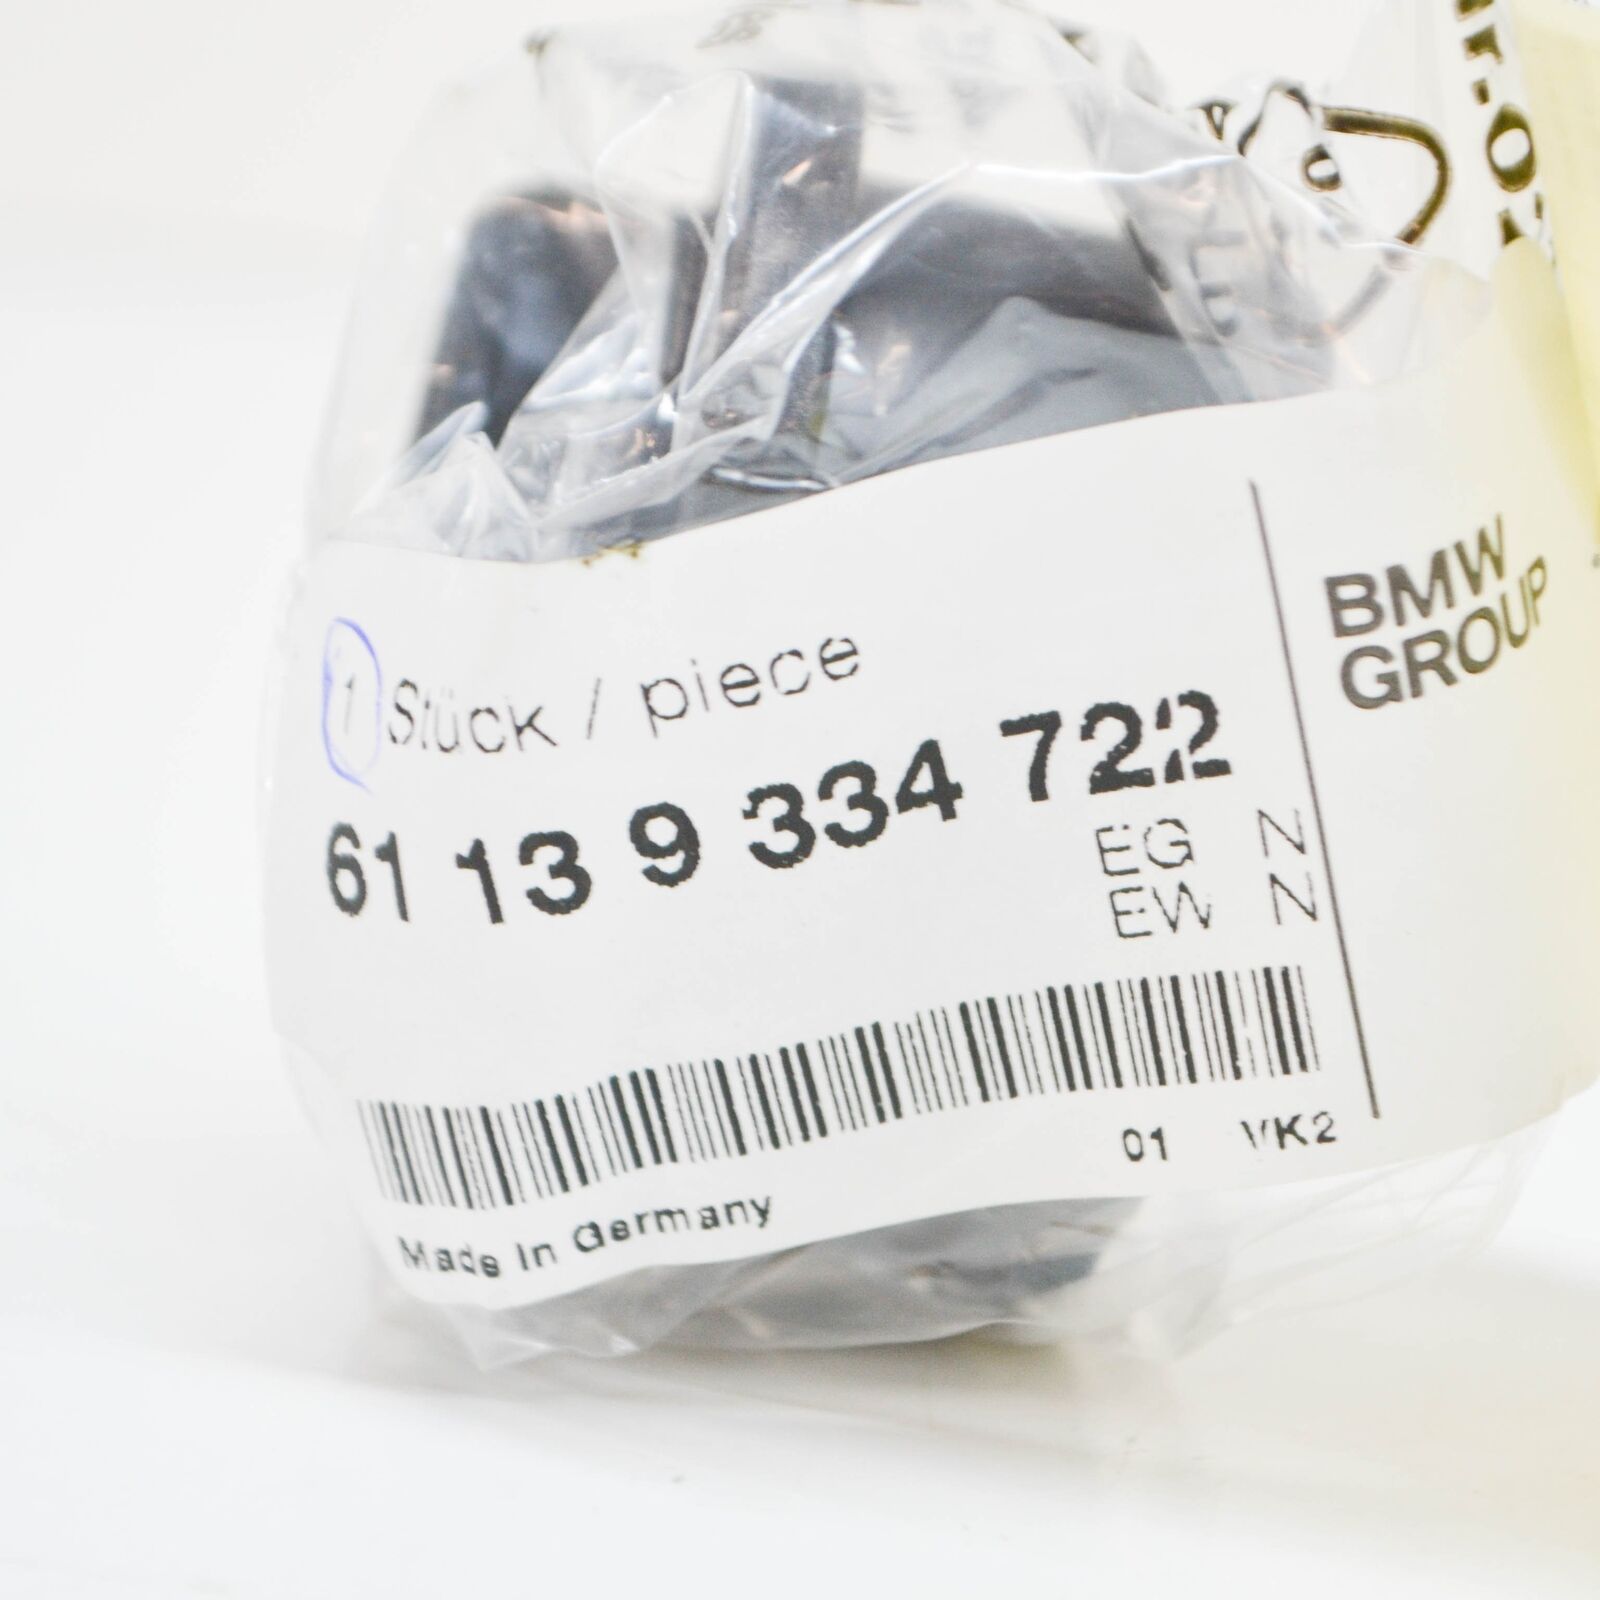 1 Stück / piece
61 13 9 334 722
EG N
EW N
01 VK2
Made in Germany
BMW
GROUP